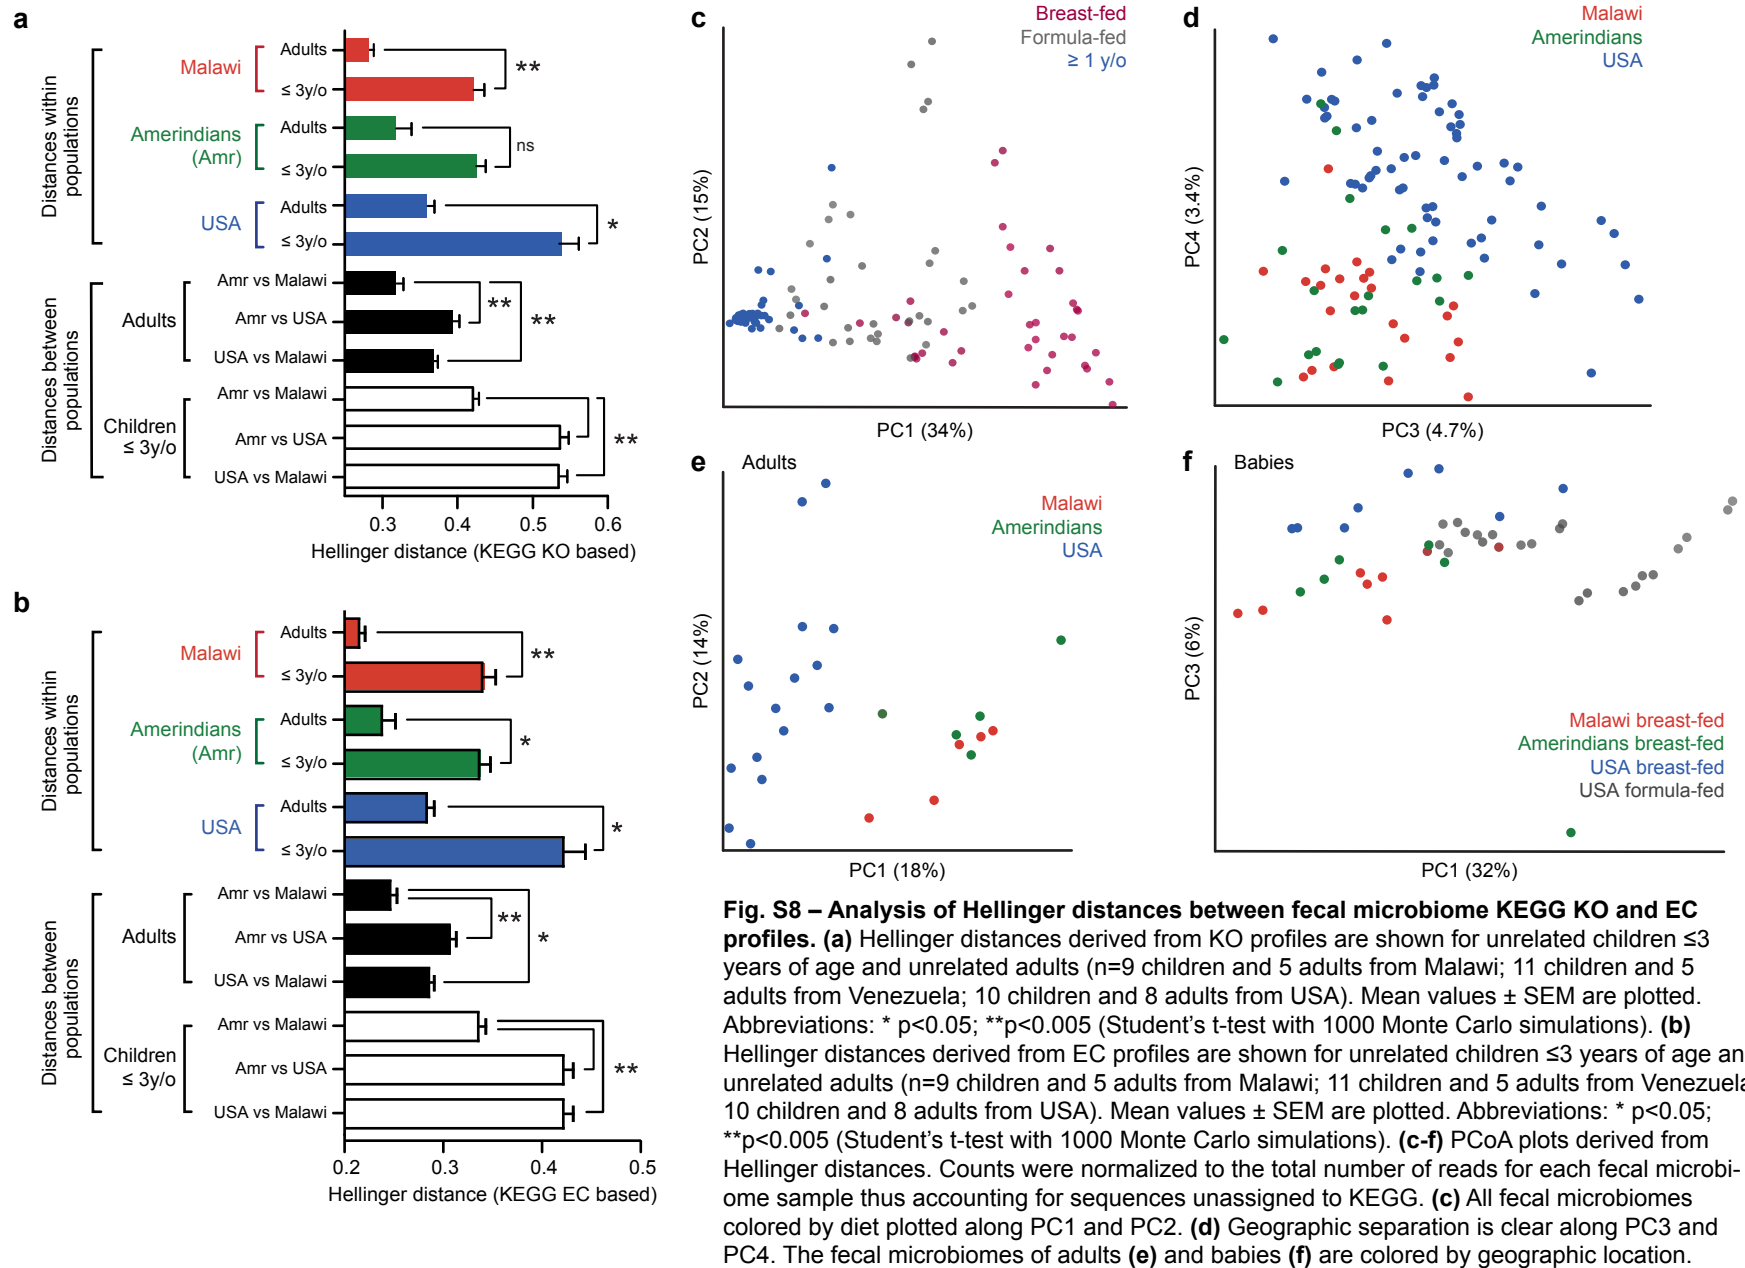 a
Distances within
populations
Malawi
Adults
≤ 3y/o
**
Amerindians
(Amr)
Adults
≤ 3y/o
ns
USA
Adults
≤ 3y/o
*
Distances between
populations
Adults
Amr vs Malawi
Amr vs USA
USA vs Malawi
**
**
Children
≤ 3y/o
Amr vs Malawi
Amr vs USA
USA vs Malawi
**
0.3 0.4 0.5 0.6
Hellinger distance (KEGG KO based)
b
Distances within
populations
Malawi
Adults
≤ 3y/o
**
Amerindians
(Amr)
Adults
≤ 3y/o
*
USA
Adults
≤ 3y/o
*
Distances between
populations
Adults
Amr vs Malawi
Amr vs USA
USA vs Malawi
**
*
Children
≤ 3y/o
Amr vs Malawi
Amr vs USA
USA vs Malawi
**
0.2 0.3 0.4 0.5
Hellinger distance (KEGG EC based)
c
Breast-fed
Formula-fed
≥ 1 y/o
PC2 (15%)
PC1 (34%)
d
Malawi
Amerindians
USA
PC4 (3.4%)
PC3 (4.7%)
e Adults
Malawi
Amerindians
USA
PC2 (14%)
PC1 (18%)
f Babies
PC3 (6%)
Malawi breast-fed
Amerindians breast-fed
USA breast-fed
USA formula-fed
PC1 (32%)
Fig. S8 – Analysis of Hellinger distances between fecal microbiome KEGG KO and EC
profiles. (a) Hellinger distances derived from KO profiles are shown for unrelated children ≤3
years of age and unrelated adults (n=9 children and 5 adults from Malawi; 11 children and 5
adults from Venezuela; 10 children and 8 adults from USA). Mean values ± SEM are plotted.
Abbreviations: * p<0.05; **p<0.005 (Student’s t-test with 1000 Monte Carlo simulations). (b)
Hellinger distances derived from EC profiles are shown for unrelated children ≤3 years of age an
unrelated adults (n=9 children and 5 adults from Malawi; 11 children and 5 adults from Venezuela
10 children and 8 adults from USA). Mean values ± SEM are plotted. Abbreviations: * p<0.05;
**p<0.005 (Student’s t-test with 1000 Monte Carlo simulations). (c-f) PCoA plots derived from
Hellinger distances. Counts were normalized to the total number of reads for each fecal microbi-
ome sample thus accounting for sequences unassigned to KEGG. (c) All fecal microbiomes
colored by diet plotted along PC1 and PC2. (d) Geographic separation is clear along PC3 and
PC4. The fecal microbiomes of adults (e) and babies (f) are colored by geographic location.